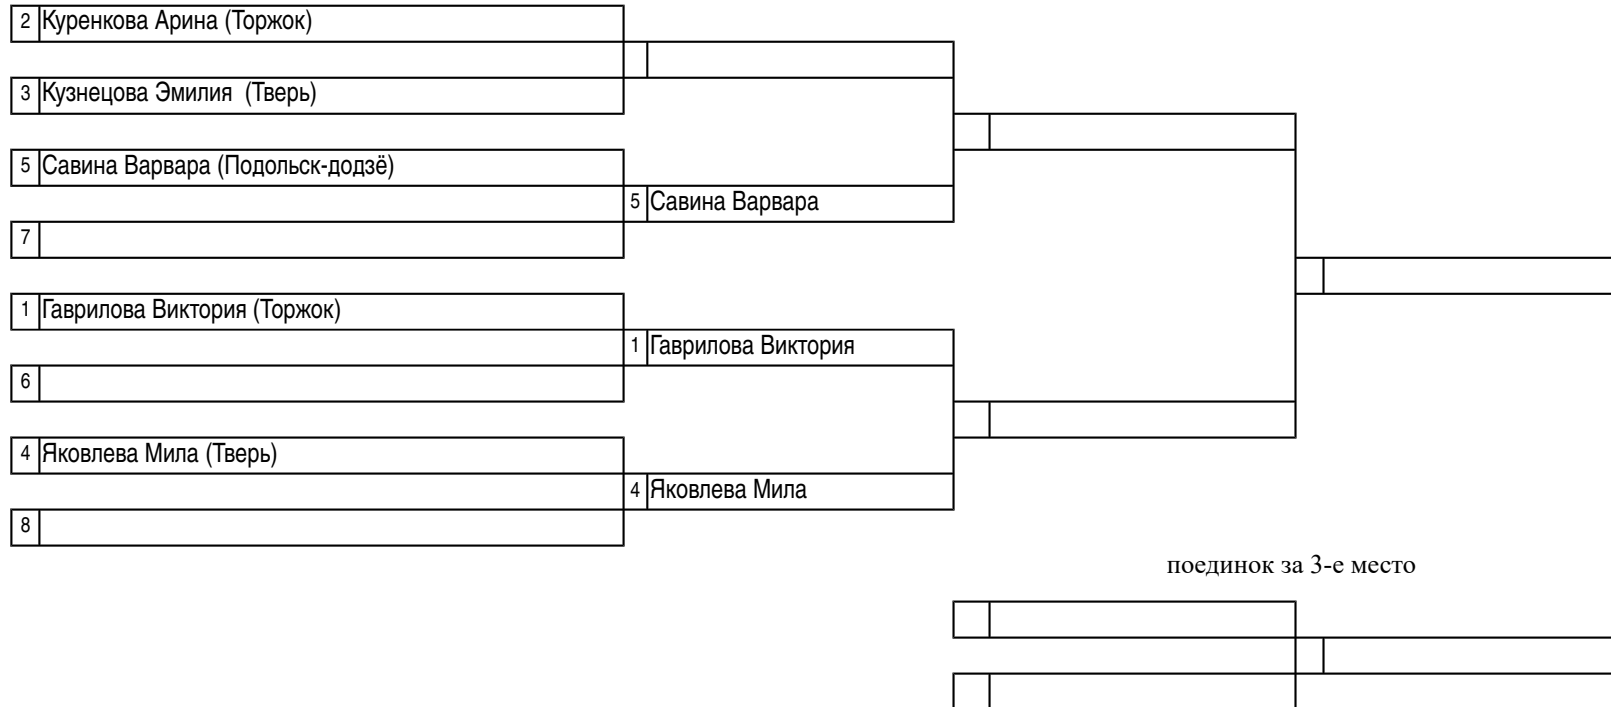 2 Куренкова Арина (Торжок)
3 Кузнецова Эмилия (Тверь)
5 Савина Варвара (Подольск-додзё)
5 Савина Варвара
7
1 Гаврилова Виктория (Торжок)
1 Гаврилова Виктория
6
4 Яковлева Мила (Тверь)
4 Яковлева Мила
8
поединок за 3-е место